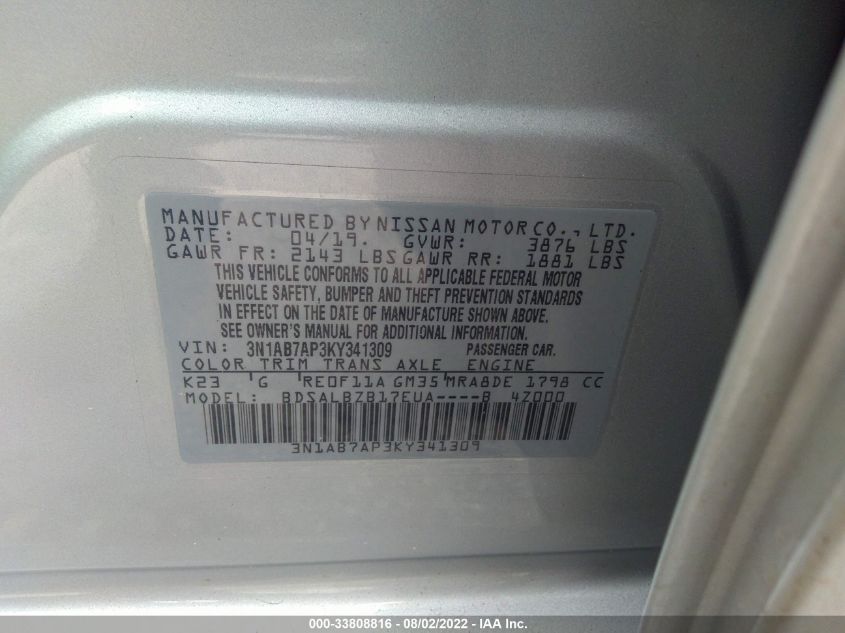 MANUFACTURED BY NISSAN MOTOR CO., LTD.
DATE: 04/19. GVWR: 3876 LBS
GAWR FR: 2143 LBS GAWR RR: 1881 LBS
THIS VEHICLE CONFORMS TO ALL APPLICABLE FEDERAL MOTOR
VEHICLE SAFETY, BUMPER AND THEFT PREVENTION STANDARDS
IN EFFECT ON THE DATE OF MANUFACTURE SHOWN ABOVE.
SEE OWNER'S MANUAL FOR ADDITIONAL INFORMATION.
VIN: 3N1AB7AP3KY341309 PASSENGER CAR.
COLOR TRIM TRANS AXLE ENGINE
K23 G RE0F11A GM35 MRA8DE 1798 CC
MODEL: BDSALBZB17EUA----B 4Z000
3N1AB7AP3KY341309
000-33808816 - 08/02/2022 - IAA Inc.